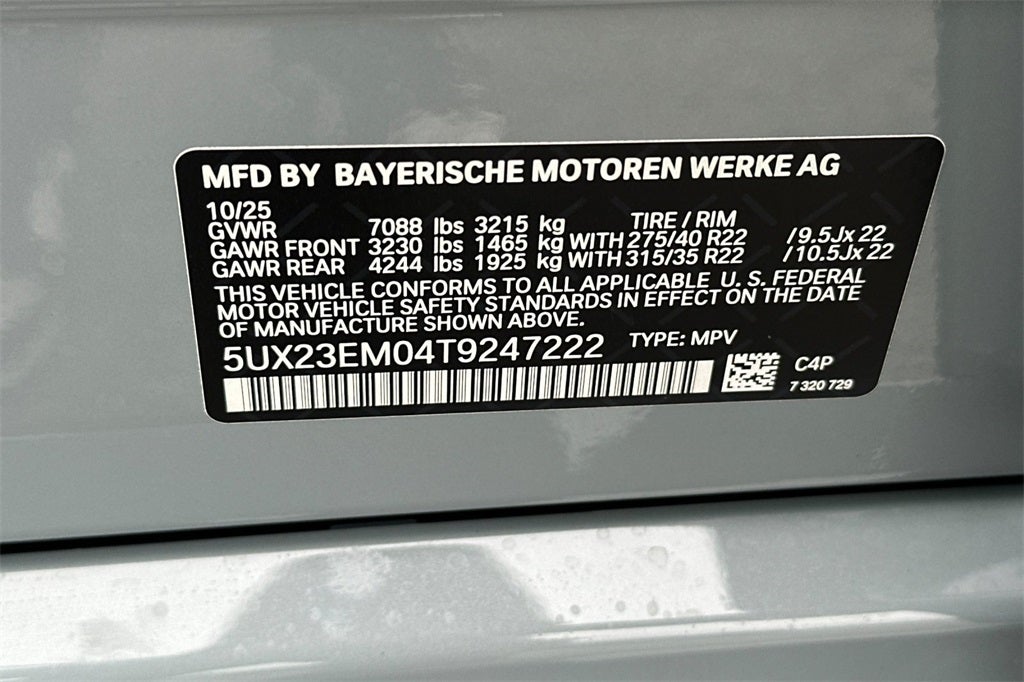 MFD BY BAYERISCHE MOTOREN WERKE AG
10/25
GVWR 7088 lbs 3215 kg TIRE / RIM
GAWR FRONT 3230 lbs 1465 kg WITH 275/40 R22 / 9.5Jx 22
GAWR REAR 4244 lbs 1925 kg WITH 315/35 R22 / 10.5Jx 22
THIS VEHICLE CONFORMS TO ALL APPLICABLE U. S. FEDERAL
MOTOR VEHICLE SAFETY STANDARDS IN EFFECT ON THE DATE
OF MANUFACTURE SHOWN ABOVE.
5UX23EM04T9247222 TYPE: MPV
C4P
7 320 729